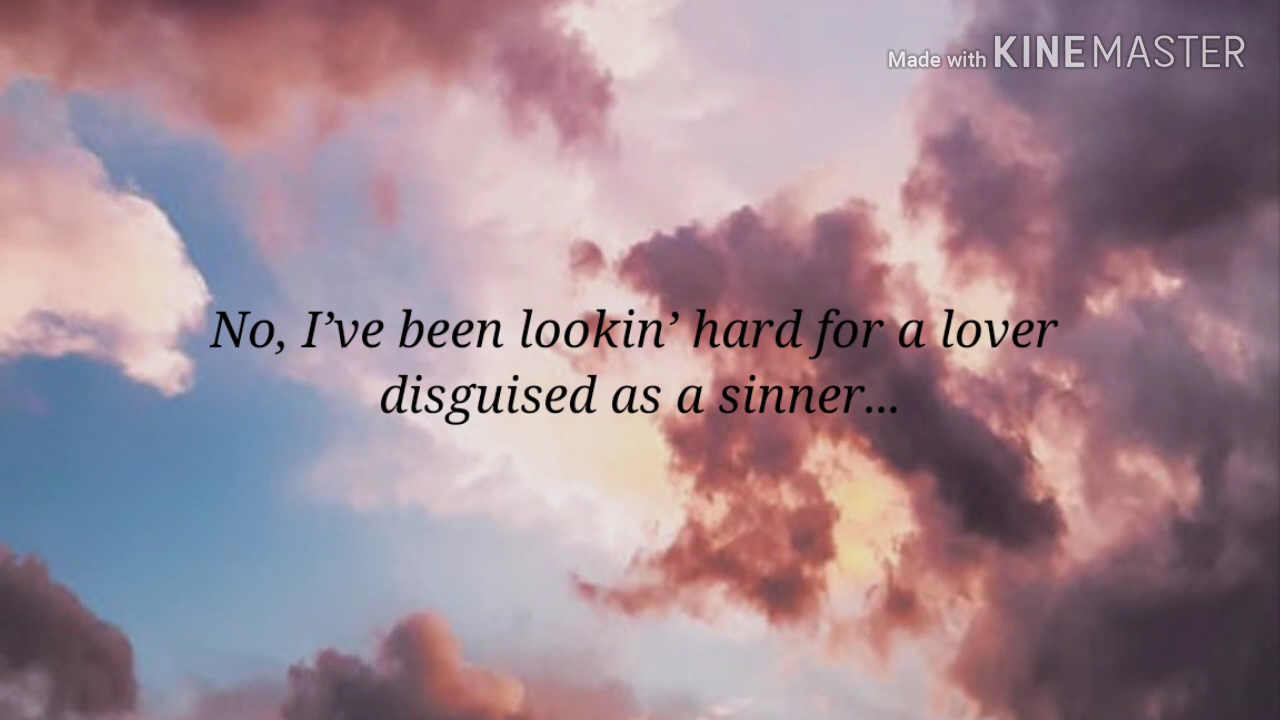 Made with KINEMASTER
No, I’ve been lookin’ hard for a lover
disguised as a sinner...